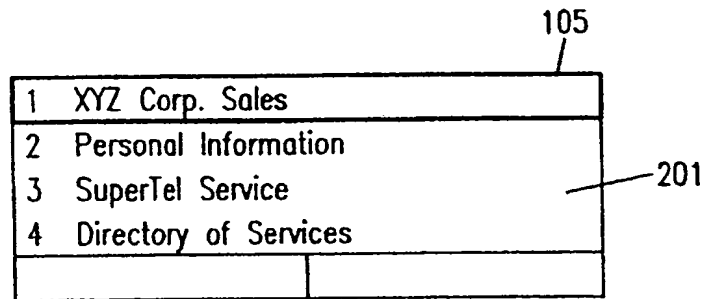 105
1 XYZ Corp. Sales
2 Personal Information
3 SuperTel Service
201
4 Directory of Services